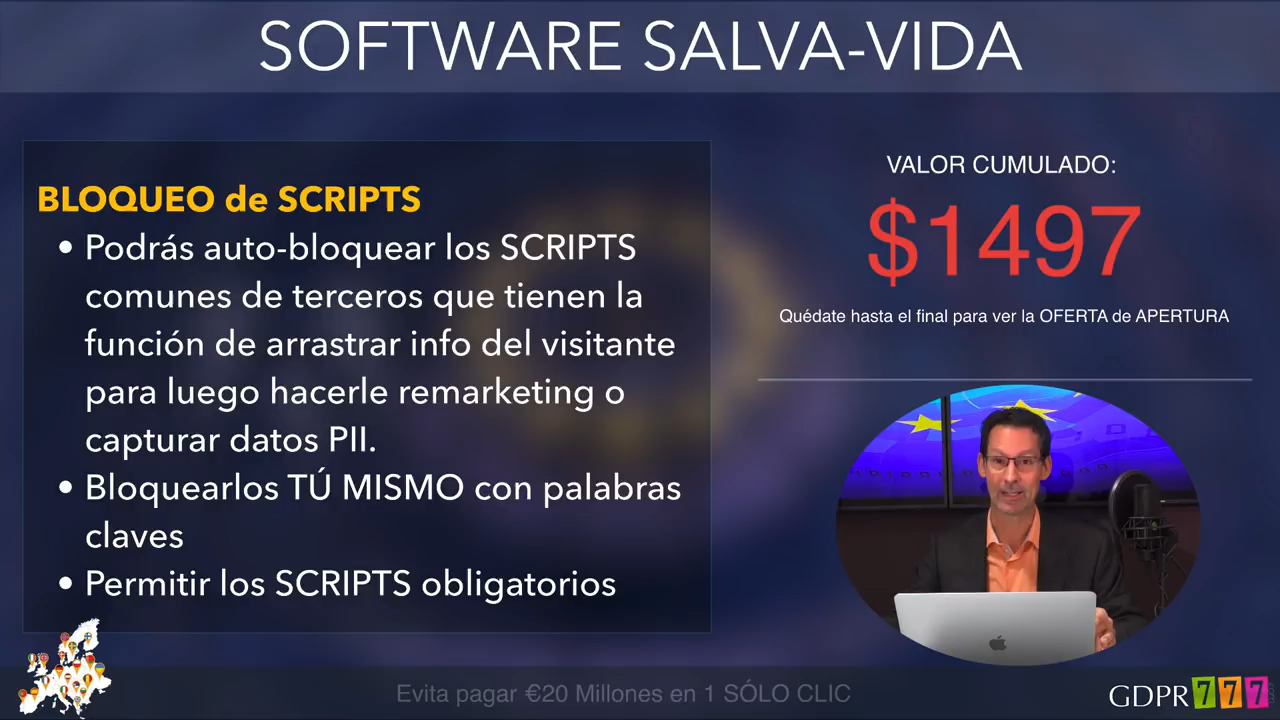 SOFTWARE SALVA-VIDA
BLOQUEO de SCRIPTS
• Podrás auto-bloquear los SCRIPTS
comunes de terceros que tienen la
función de arrastrar info del visitante
para luego hacerle remarketing o
capturar datos PII.
• Bloquearlos TÚ MISMO con palabras
claves
• Permitir los SCRIPTS obligatorios
VALOR CUMULADO:
$1497
Quédate hasta el final para ver la OFERTA de APERTURA
Evita pagar €20 Millones en 1 SÓLO CLIC
GDPR777